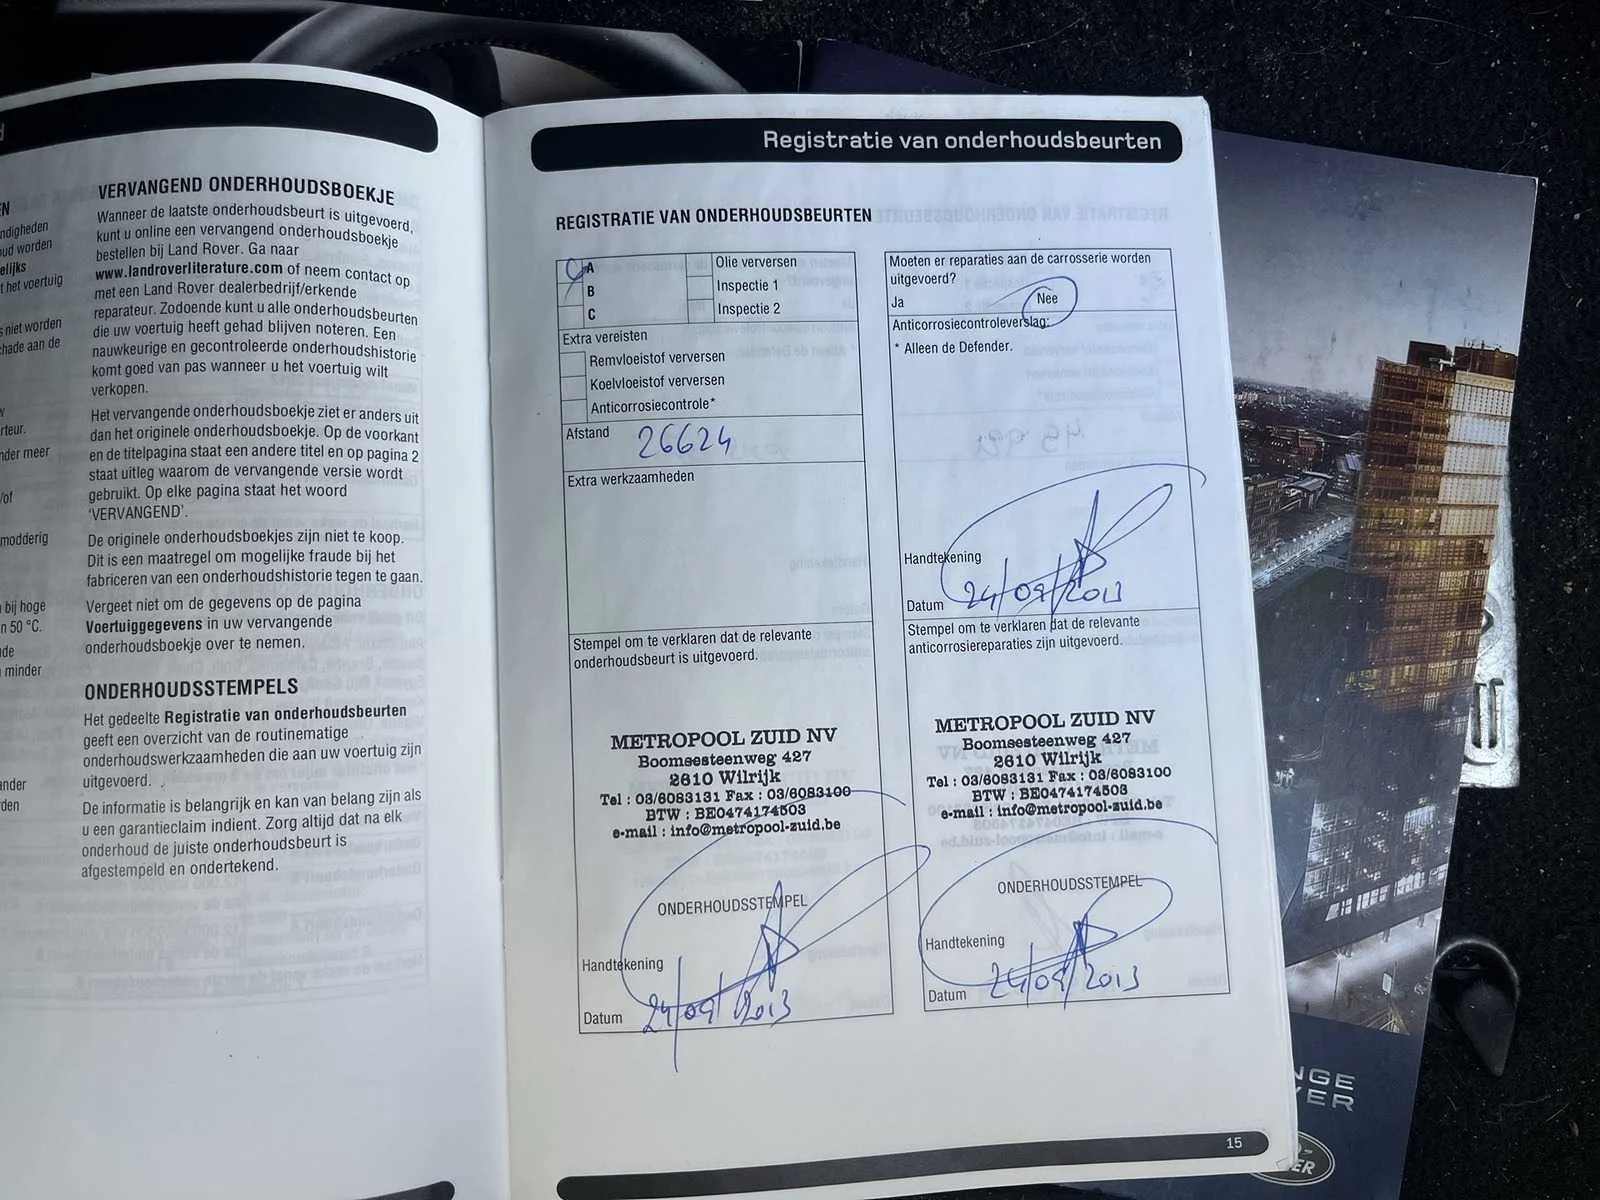 VERVANGEND ONDERHOUDSBOEKJE
Wanneer de laatste onderhoudsbeurt is uitgevoerd,
kunt u online een vervangend onderhoudsboekje
bestellen bij Land Rover. Ga naar
www.landroverliterature.com of neem contact op
met een Land Rover dealerbedrijf/erkende
reparateur. Zodoende kunt u alle onderhoudsbeurten
die uw voertuig heeft gehad blijven noteren. Een
nauwkeurige en gecontroleerde onderhoudshistorie
komt goed van pas wanneer u het voertuig wilt
verkopen.
Het vervangende onderhoudsboekje ziet er anders uit
dan het originele onderhoudsboekje. Op de voorkant
en de titelpagina staat een andere titel en op pagina 2
staat uitleg waarom de vervangende versie wordt
gebruikt. Op elke pagina staat het woord
'VERVANGEND'.
De originele onderhoudsboekjes zijn niet te koop.
Dit is een maatregel om mogelijke fraude bij het
fabriceren van een onderhoudshistorie tegen te gaan.
Vergeet niet om de gegevens op de pagina
Voertuiggegevens in uw vervangende
onderhoudsboekje over te nemen.
ONDERHOUDSSTEMPELS
Het gedeelte Registratie van onderhoudsbeurten
geeft een overzicht van de routinematige
onderhoudswerkzaamheden die aan uw voertuig zijn
uitgevoerd.
De informatie is belangrijk en kan van belang zijn als
u een garantieclaim indient. Zorg altijd dat na elk
onderhoud de juiste onderhoudsbeurt is
afgestempeld en ondertekend.
Registratie van onderhoudsbeurten
REGISTRATIE VAN ONDERHOUDSBEURTEN
A Olie verversen
B Inspectie 1
C Inspectie 2
Extra vereisten
Remvloeistof verversen
Koelvloeistof verversen
Anticorrosiecontrole*
Afstand 26624
Extra werkzaamheden
Stempel om te verklaren dat de relevante
onderhoudsbeurt is uitgevoerd.
METROPOOL ZUID NV
Boomsesteenweg 427
2610 Wilrijk
Tel : 03/6083131 Fax : 03/6083100
BTW : BE0474174503
e-mail : info@metropool-zuid.be
ONDERHOUDSSTEMPEL
Handtekening
Datum 24/09/2013
Moeten er reparaties aan de carrosserie worden
uitgevoerd?
Ja Nee
Anticorrosiecontroleverslag:
* Alleen de Defender.
Handtekening
Datum 24/09/2013
Stempel om te verklaren dat de relevante
anticorrosiereparaties zijn uitgevoerd.
METROPOOL ZUID NV
Boomsesteenweg 427
2610 Wilrijk
Tel : 03/6083131 Fax : 03/6083100
BTW : BE0474174503
e-mail : info@metropool-zuid.be
ONDERHOUDSSTEMPEL
Handtekening
Datum 24/09/2013
15